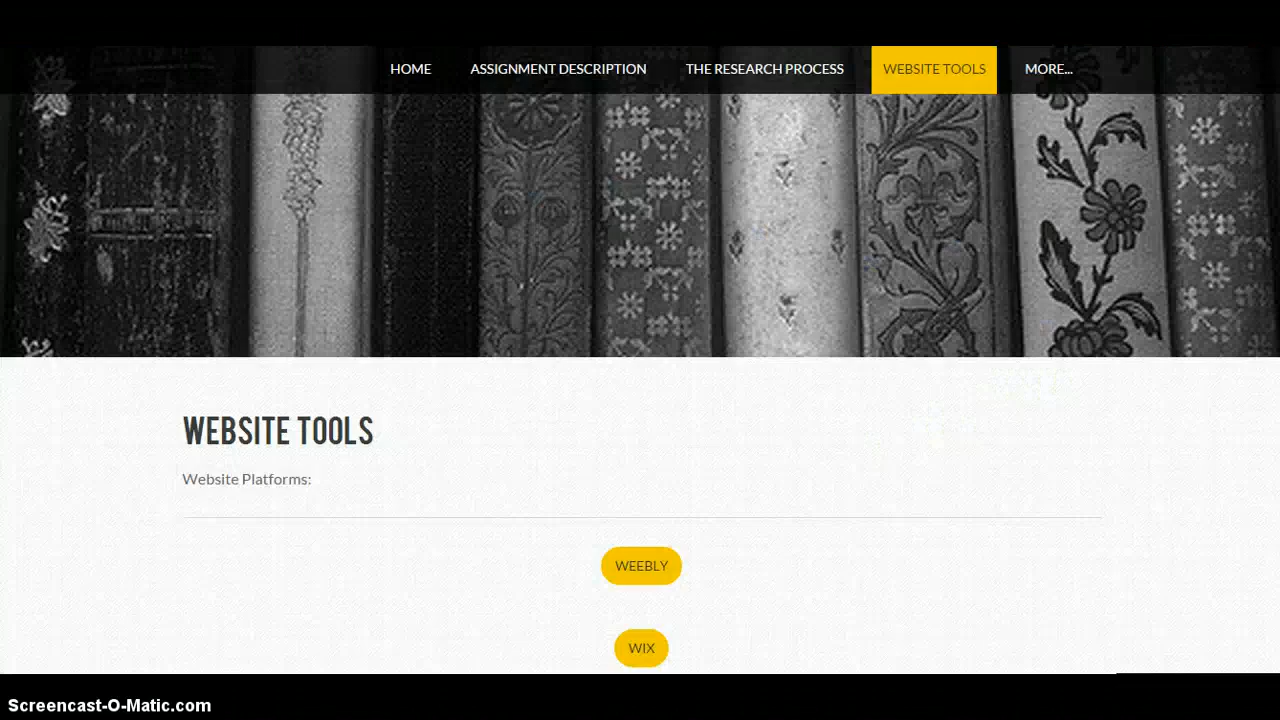 HOME ASSIGNMENT DESCRIPTION THE RESEARCH PROCESS WEBSITE TOOLS MORE...
WEBSITE TOOLS
Website Platforms:
WEEBLY
WIX
Screencast-O-Matic.com